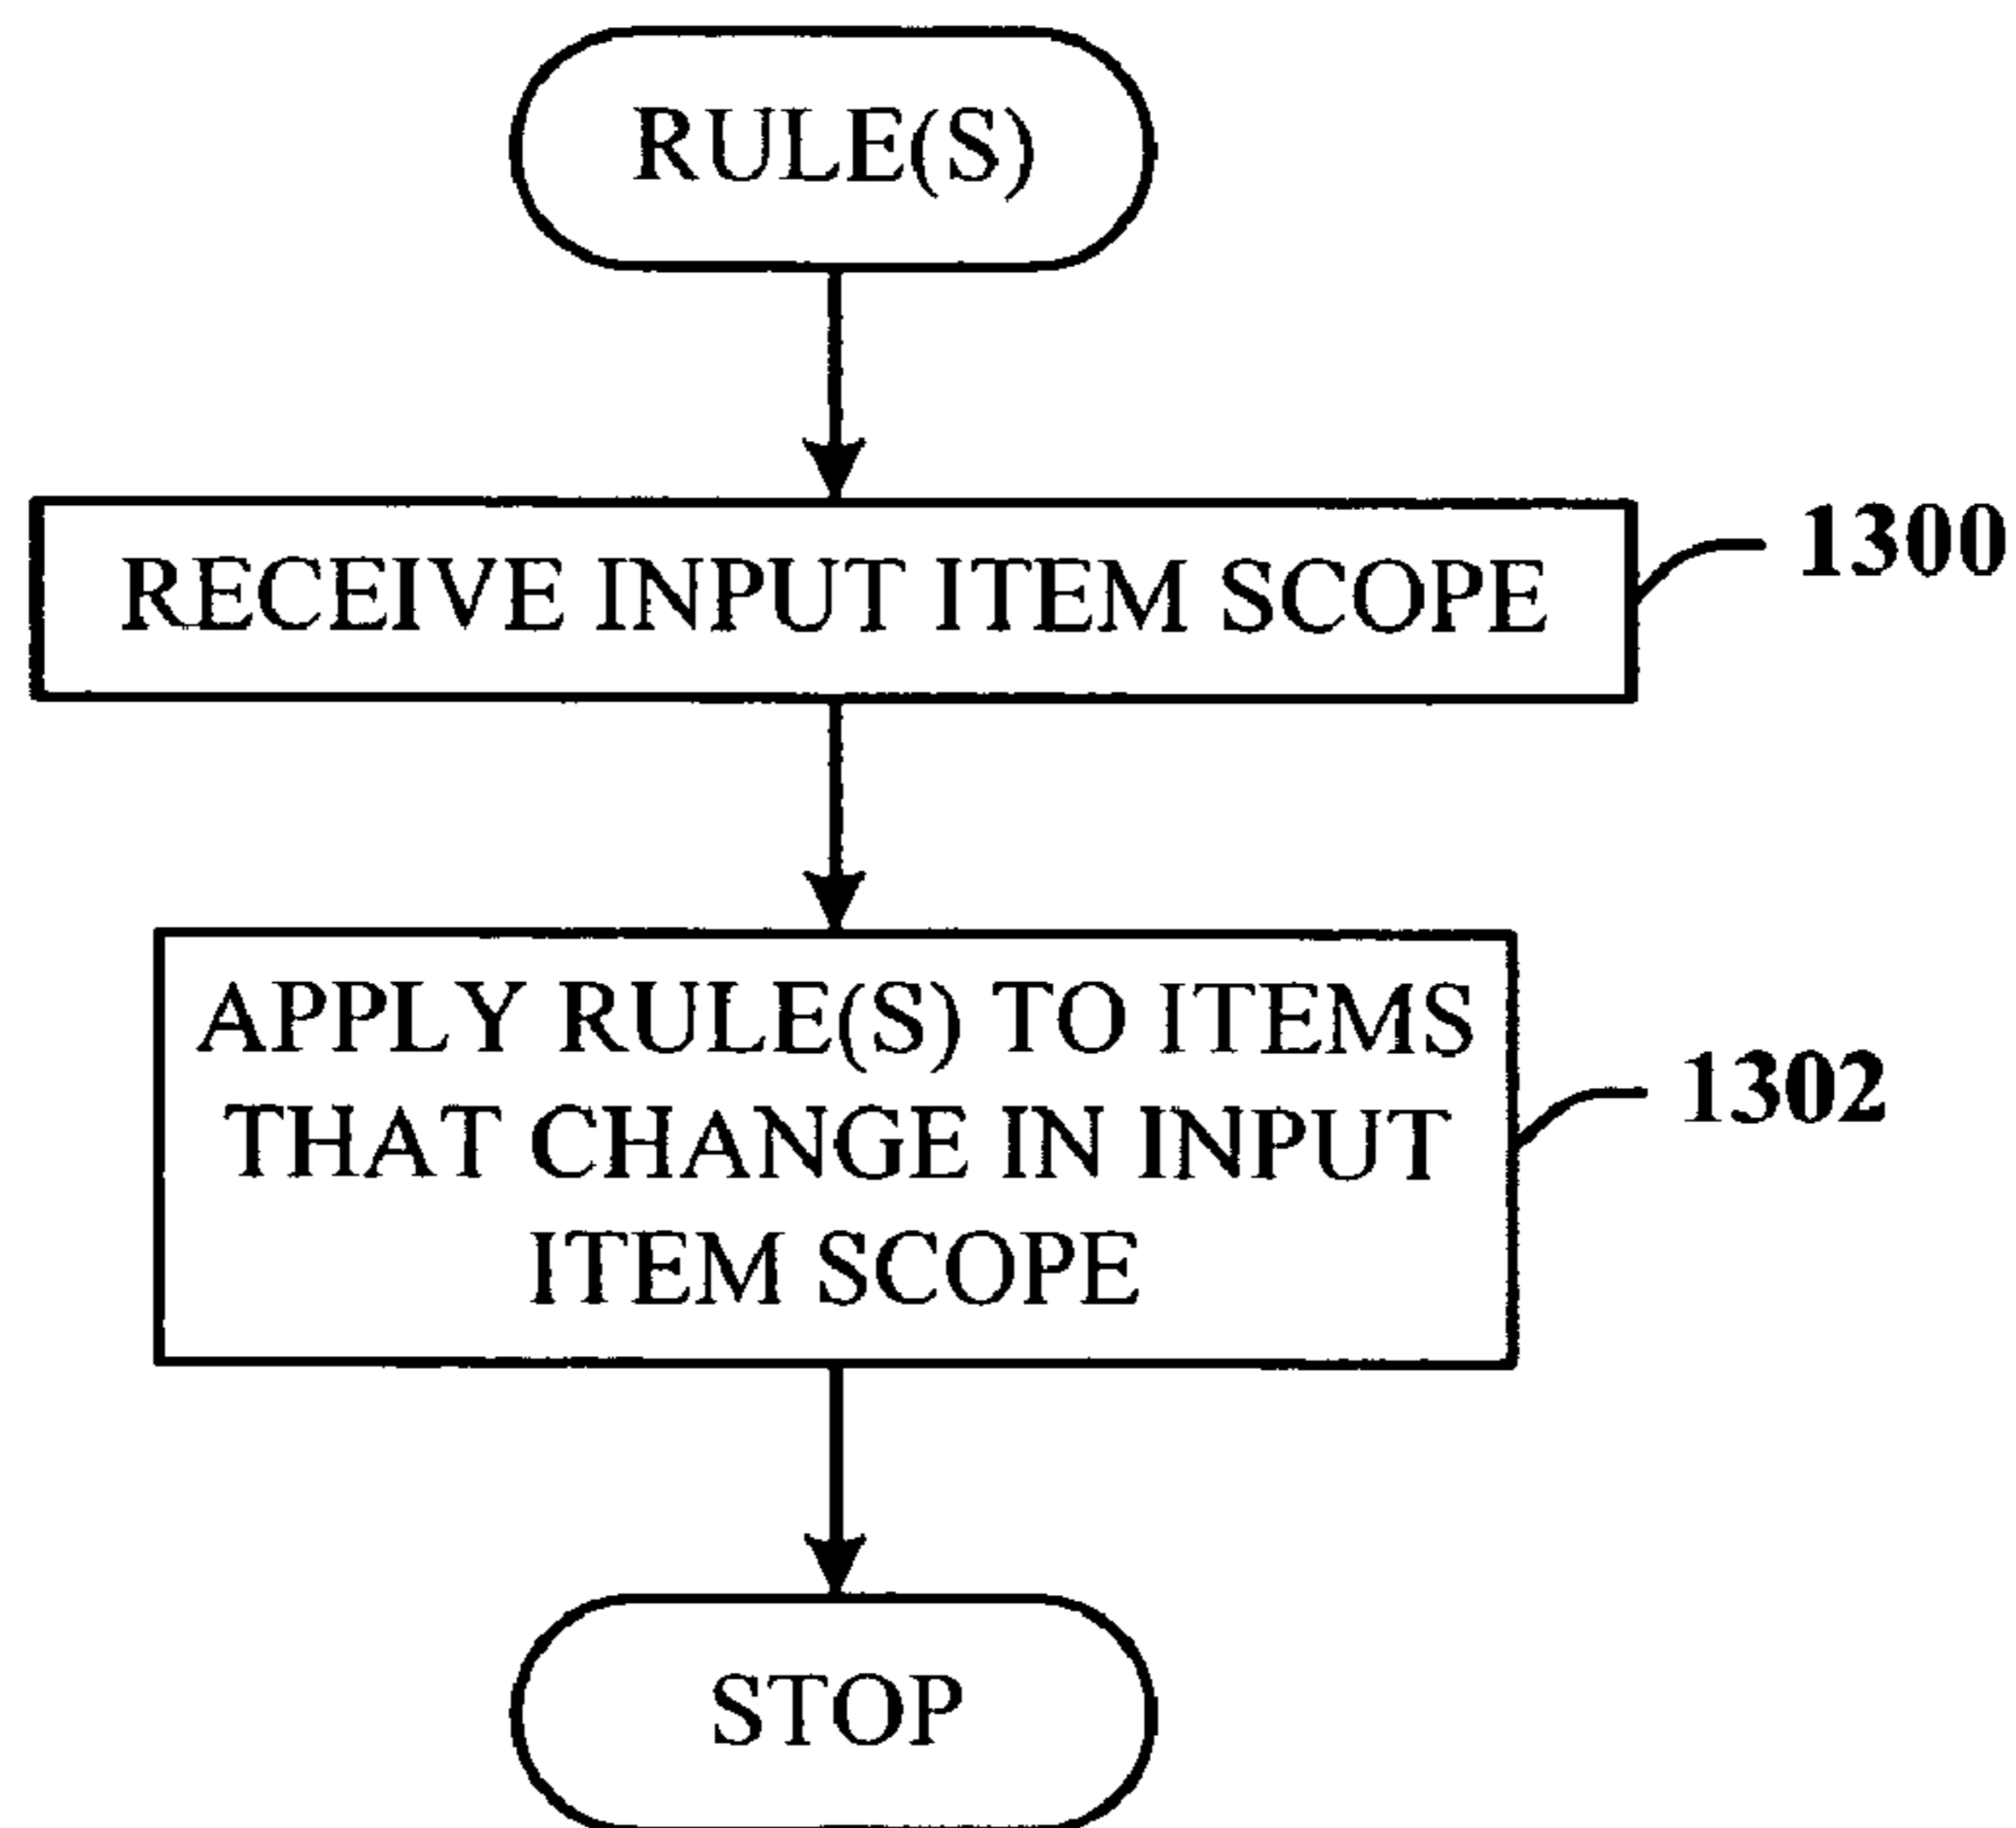 RULE(S)
RECEIVE INPUT ITEM SCOPE
1300
APPLY RULE(S) TO ITEMS
THAT CHANGE IN INPUT
ITEM SCOPE
1302
STOP